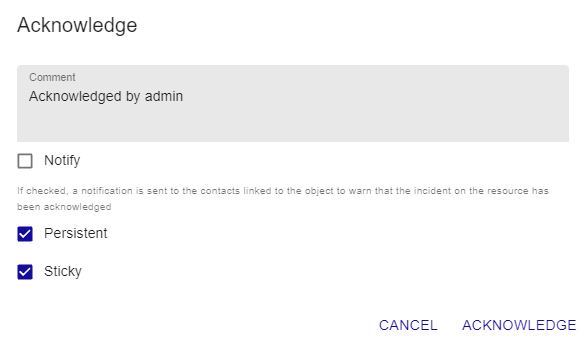 Acknowledge
Comment
Acknowledged by admin
Notify
If checked, a notification is sent to the contacts linked to the object to warn that the incident on the resource has
been acknowledged
Persistent
Sticky
CANCEL ACKNOWLEDGE